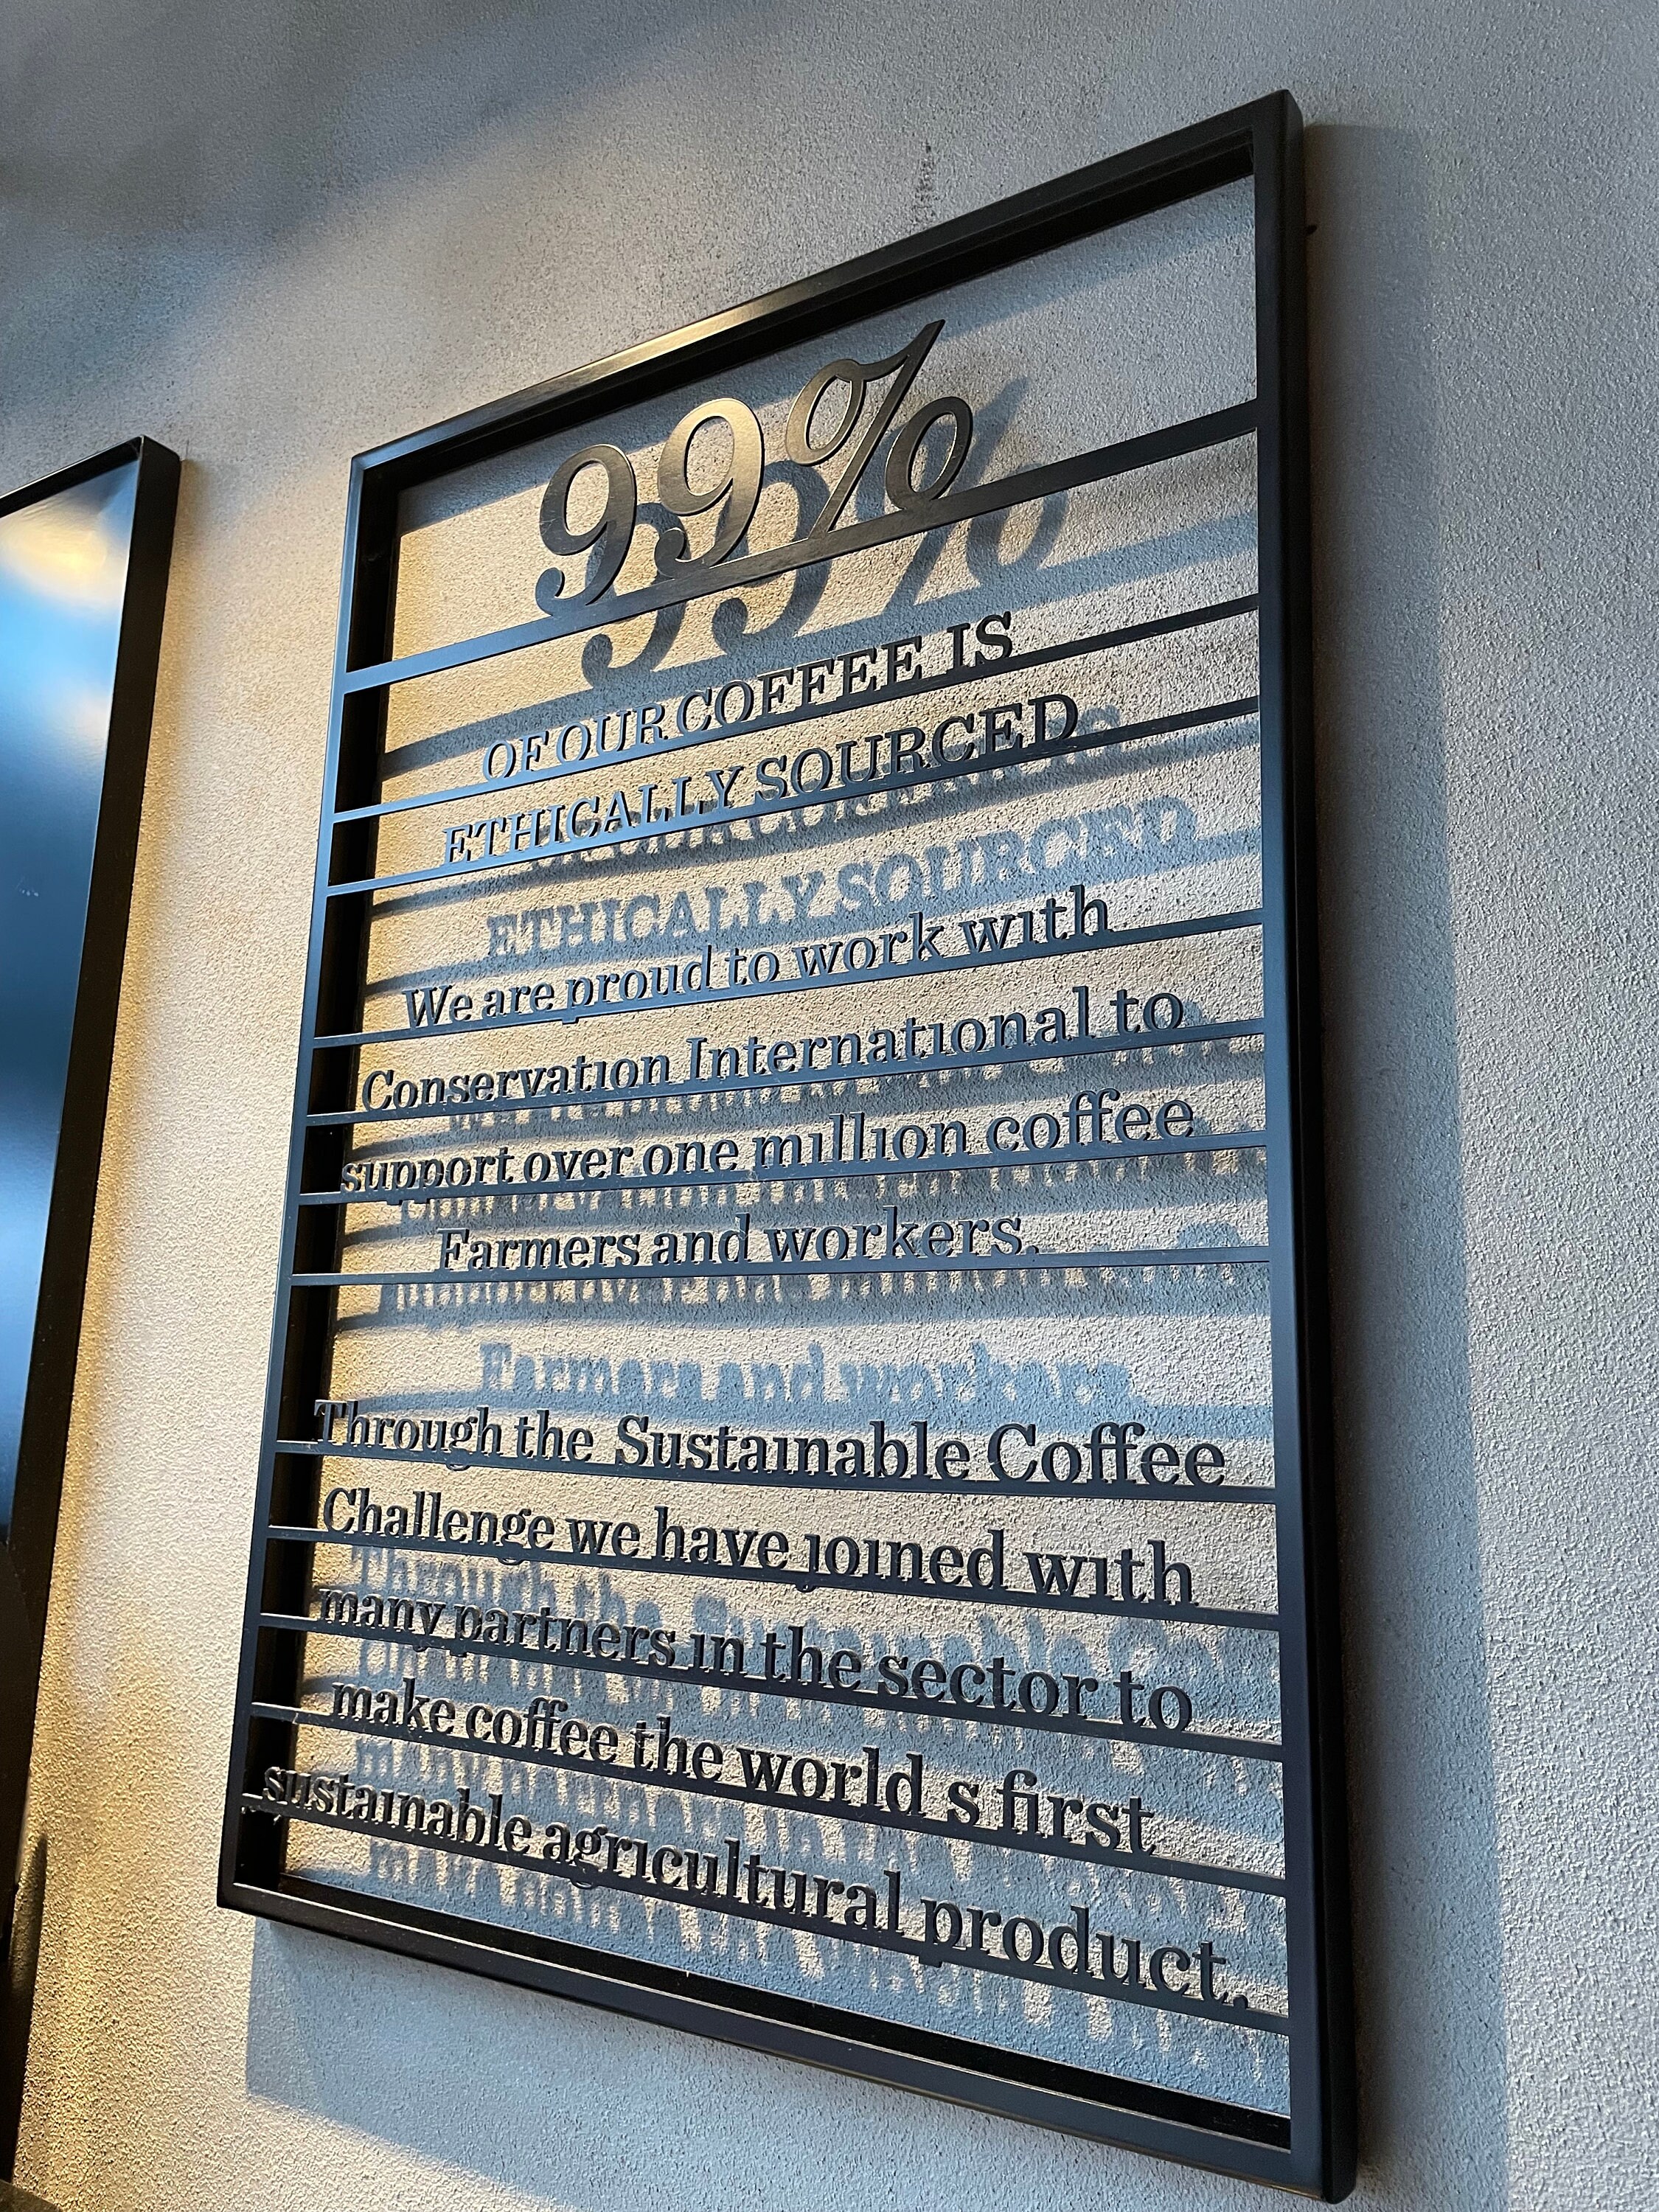 99%
OF OUR COFFEE IS
ETHICALLY SOURCED
We are proud to work with
Conservation International to
support over one million coffee
Farmers and workers.
Through the Sustainable Coffee
Challenge we have joined with
many partners in the sector to
make coffee the world s first
sustainable agricultural product.